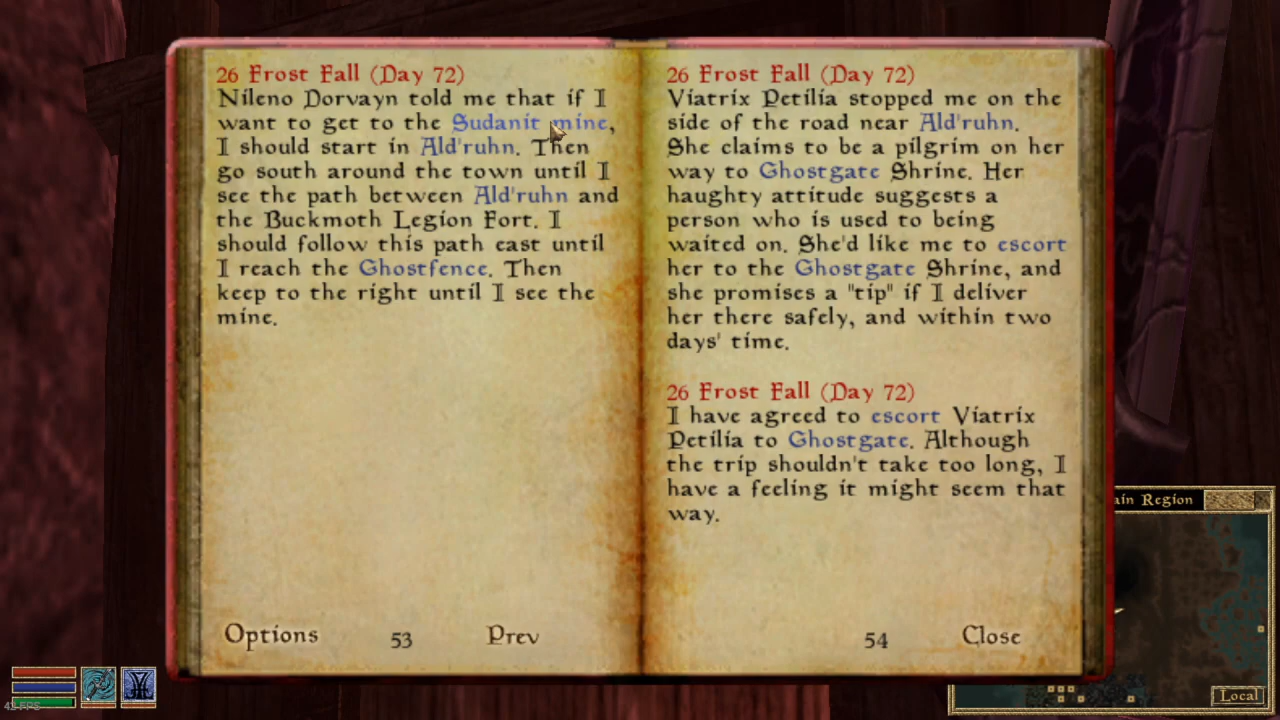 26 Frost Fall (Day 72)
Nileno Dorvayn told me that if I
want to get to the Sudanit mine,
I should start in Ald'ruhn. Then
go south around the town until I
see the path between Ald'ruhn and
the Buckmoth Legion Fort. I
should follow this path east until
I reach the Ghostfence. Then
keep to the right until I see the
mine.
Options
53
Prev
26 Frost Fall (Day 72)
Viatrix Petilia stopped me on the
side of the road near Ald'ruhn.
She claims to be a pilgrim on her
way to Ghostgate Shrine. Her
haughty attitude suggests a
person who is used to being
waited on. She'd like me to escort
her to the Ghostgate Shrine, and
she promises a "tip" if I deliver
her there safely, and within two
days' time.
26 Frost Fall (Day 72)
I have agreed to escort Viatrix
Petilia to Ghostgate. Although
the trip shouldn't take too long, I
have a feeling it might seem that
way.
54
Close
ain Region
Local